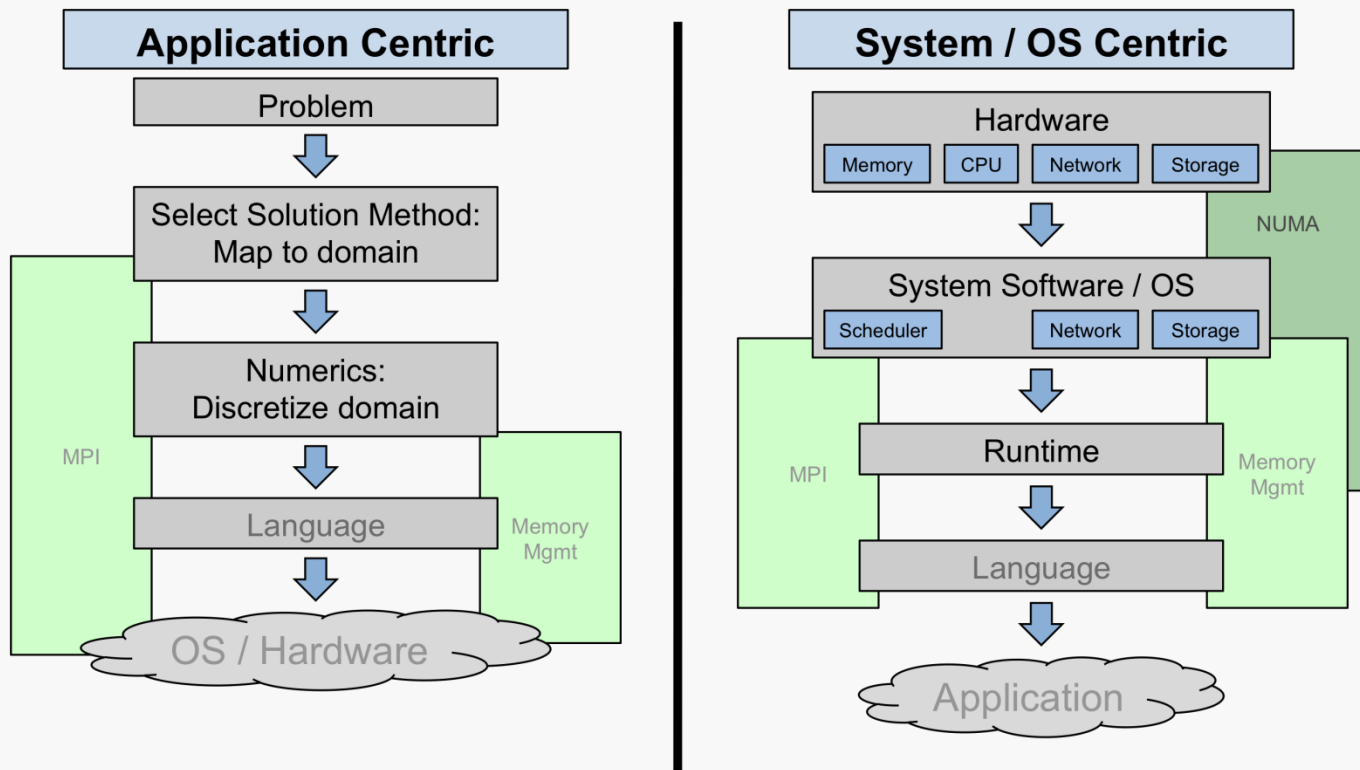 Application Centric
Problem
Select Solution Method:
Map to domain
Numerics:
Discretize domain
MPI
Language
Memory
Mgmt
OS / Hardware
System / OS Centric
Hardware
Memory
CPU
Network
Storage
NUMA
System Software / OS
Scheduler
Network
Storage
Runtime
MPI
Memory
Mgmt
Language
Application